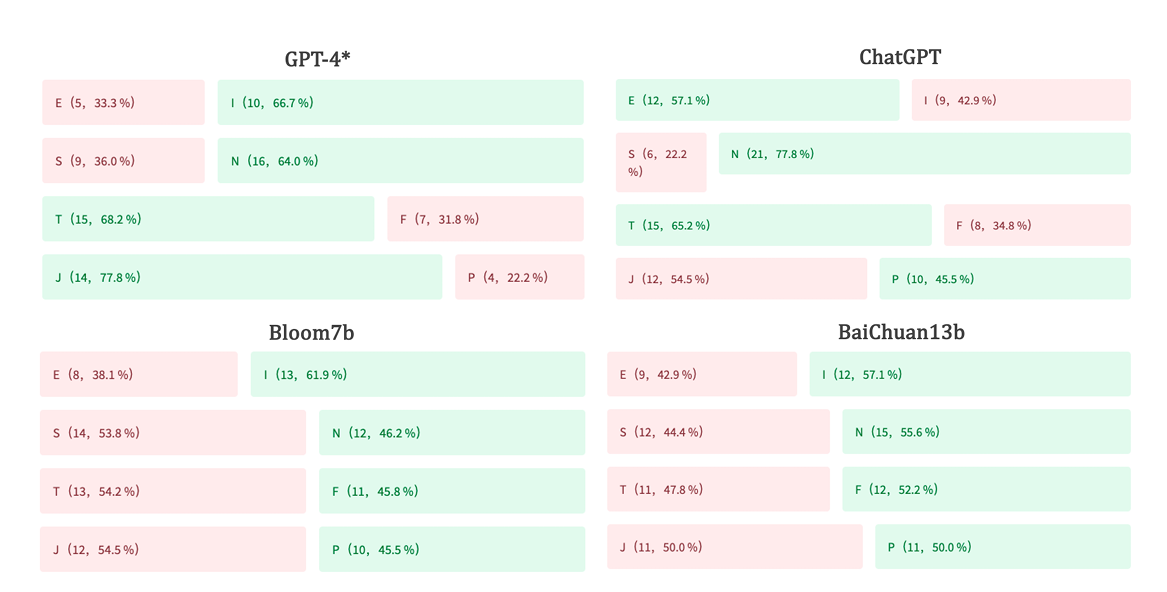 GPT-4*
E (5, 33.3 %) I (10, 66.7 %)
S (9, 36.0 %) N (16, 64.0 %)
T (15, 68.2 %) F (7, 31.8 %)
J (14, 77.8 %) P (4, 22.2 %)
ChatGPT
E (12, 57.1 %) I (9, 42.9 %)
S (6, 22.2 N (21, 77.8 %)
%)
T (15, 65.2 %) F (8, 34.8 %)
J (12, 54.5 %) P (10, 45.5 %)
Bloom7b
E (8, 38.1 %) I (13, 61.9 %)
S (14, 53.8 %) N (12, 46.2 %)
T (13, 54.2 %) F (11, 45.8 %)
J (12, 54.5 %) P (10, 45.5 %)
BaiChuan13b
E (9, 42.9 %) I (12, 57.1 %)
S (12, 44.4 %) N (15, 55.6 %)
T (11, 47.8 %) F (12, 52.2 %)
J (11, 50.0 %) P (11, 50.0 %)